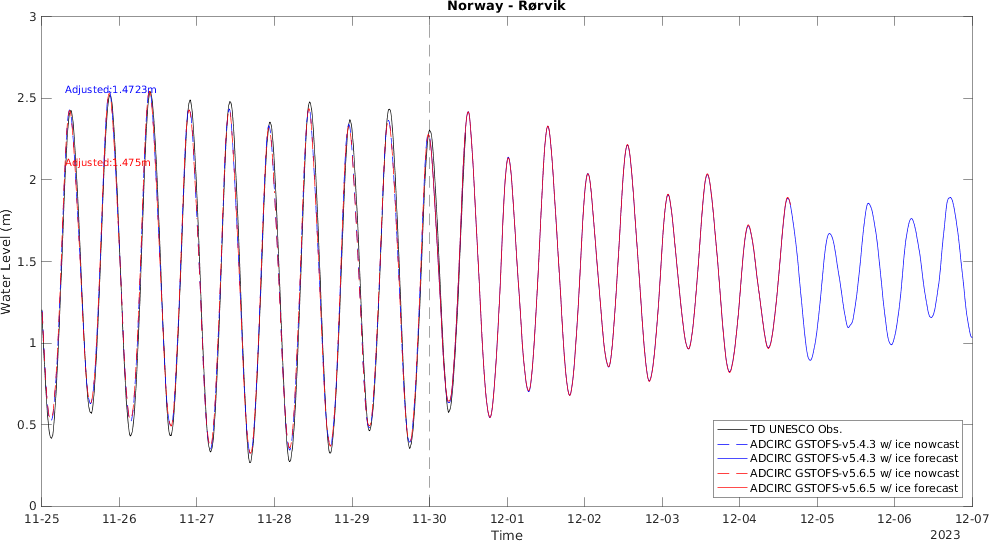 Norway - Rørvik
3
2.5
2
1.5
1
0.5
0
Water Level (m)
Adjusted:1.4723m
Adjusted:1.475m
TD UNESCO Obs.
ADCIRC GSTOFS-v5.4.3 w/ ice nowcast
ADCIRC GSTOFS-v5.4.3 w/ ice forecast
ADCIRC GSTOFS-v5.6.5 w/ ice nowcast
ADCIRC GSTOFS-v5.6.5 w/ ice forecast
11-25 11-26 11-27 11-28 11-29 11-30 12-01 12-02 12-03 12-04 12-05 12-06 12-07
Time
2023